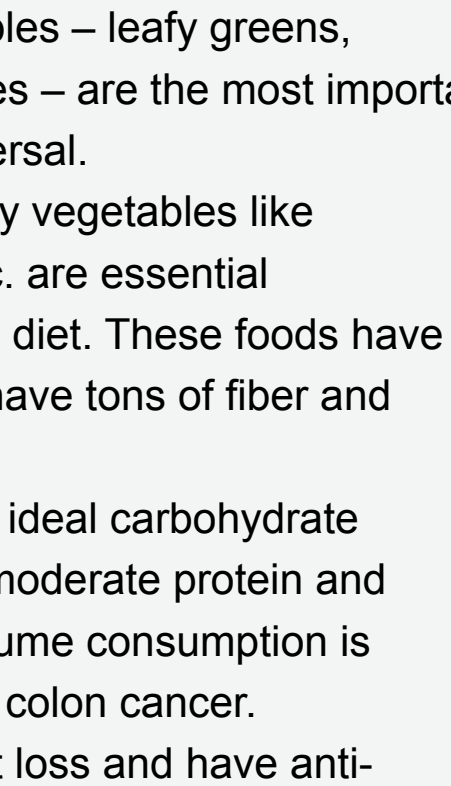 bles – leafy greens,
es – are the most importa
ersal.
y vegetables like
c. are essential
diet. These foods have
have tons of fiber and
ideal carbohydrate
moderate protein and
ume consumption is
colon cancer.
t loss and have anti-